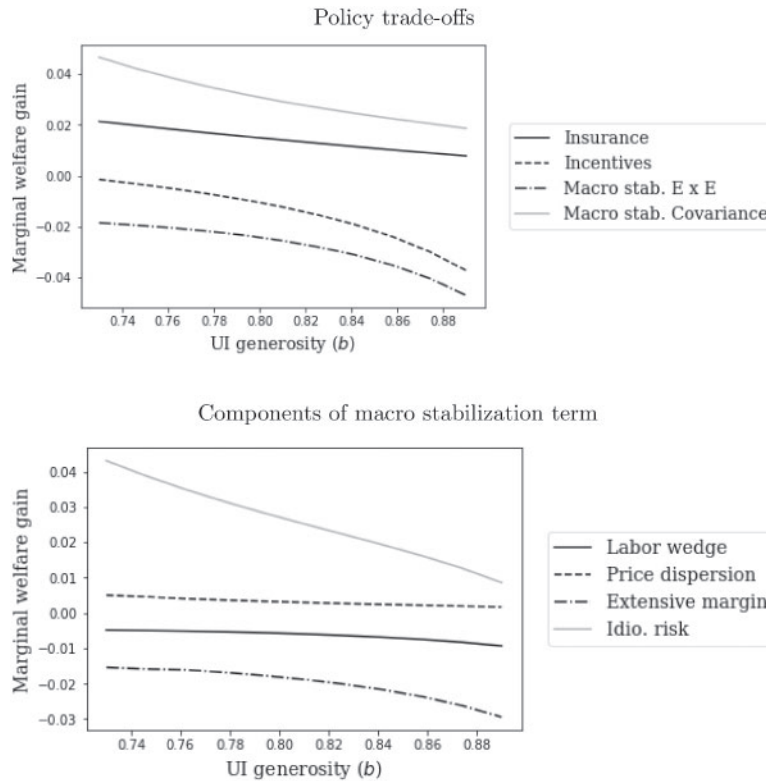 Policy trade-offs
Marginal welfare gain
0.04
0.02
0.00
−0.02
−0.04
0.74 0.76 0.78 0.80 0.82 0.84 0.86 0.88
UI generosity (b)
Insurance
Incentives
Macro stab. E x E
Macro stab. Covariance
Components of macro stabilization term
Marginal welfare gain
0.04
0.03
0.02
0.01
0.00
−0.01
−0.02
−0.03
0.74 0.76 0.78 0.80 0.82 0.84 0.86 0.88
UI generosity (b)
Labor wedge
Price dispersion
Extensive margin
Idio. risk